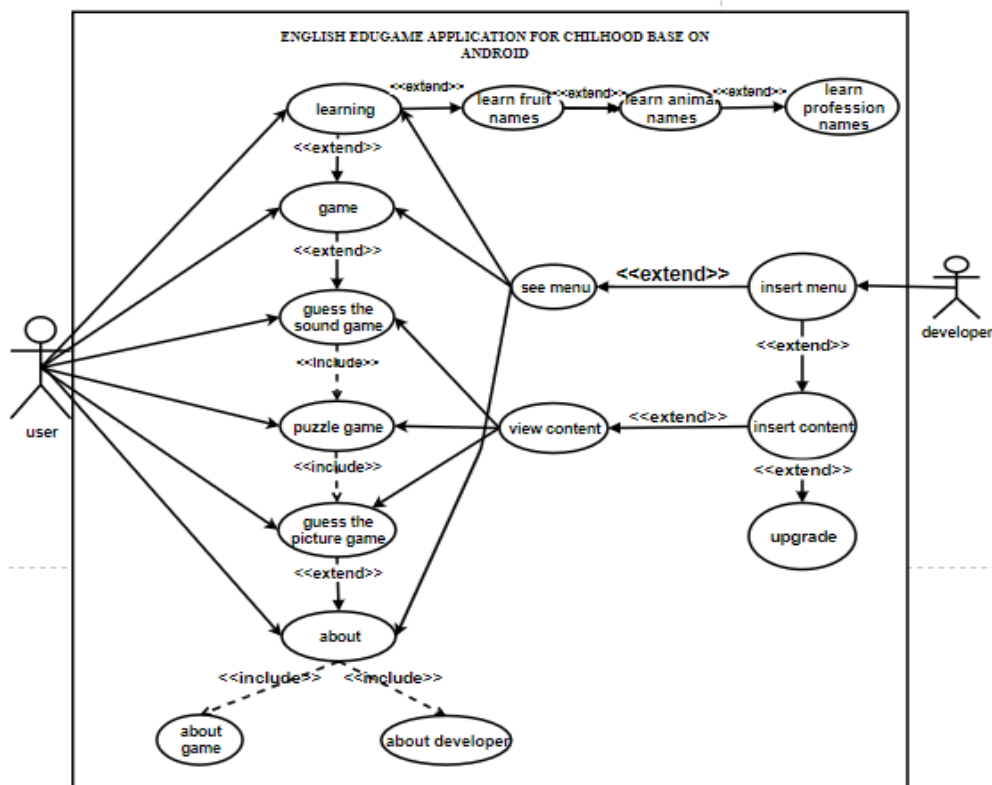 ENGLISH EDUGAME APPLICATION FOR CHILHOOD BASE ON
ANDROID
<<extend>>
<<extend>>
<<extend>>
learning
learn fruit
names
learn animal
names
learn
profession
names
<<extend>>
game
<<extend>>
see menu
<<extend>>
insert menu
developer
guess the
sound game
<<extend>>
<<include>>
user
puzzle game
view content
<<extend>>
insert content
<<include>>
<<extend>>
guess the
picture game
upgrade
<<extend>>
about
<<include>>
<<include>>
about
game
about developer